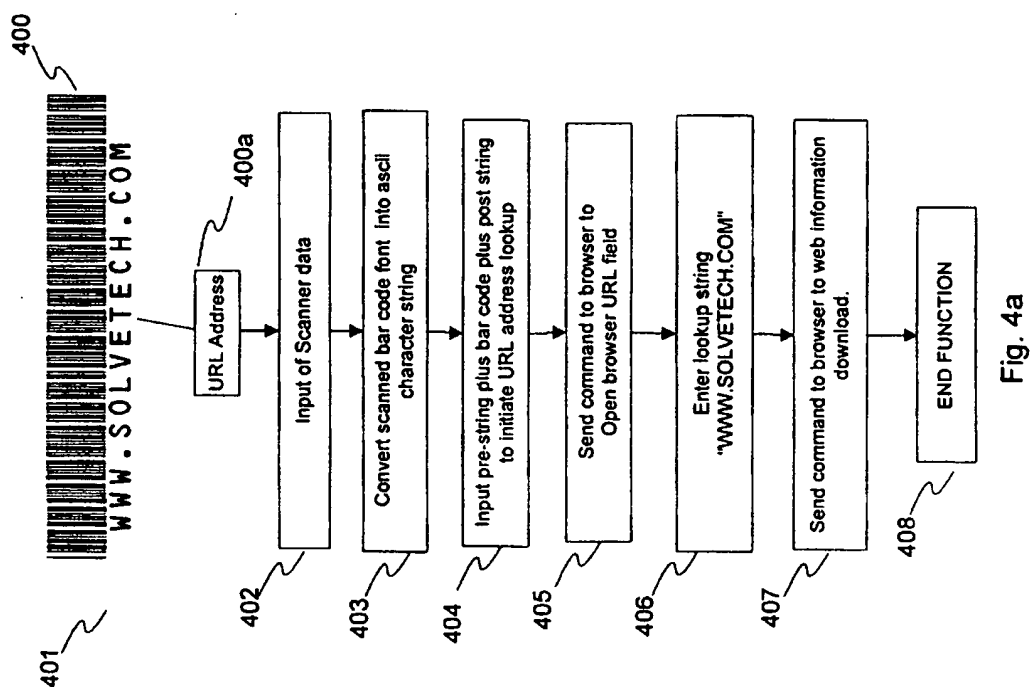 400
WWW.SOLVETECH.COM
401
400a
URL Address
402
Input of Scanner data
403
Convert scanned bar code font into ascii
character string
404
Input pre-string plus bar code plus post string
to initiate URL address lookup
405
Send command to browser to
Open browser URL field
406
Enter lookup string
"WWW.SOLVETECH.COM"
407
Send command to browser to web information
download.
408
END FUNCTION
Fig. 4a